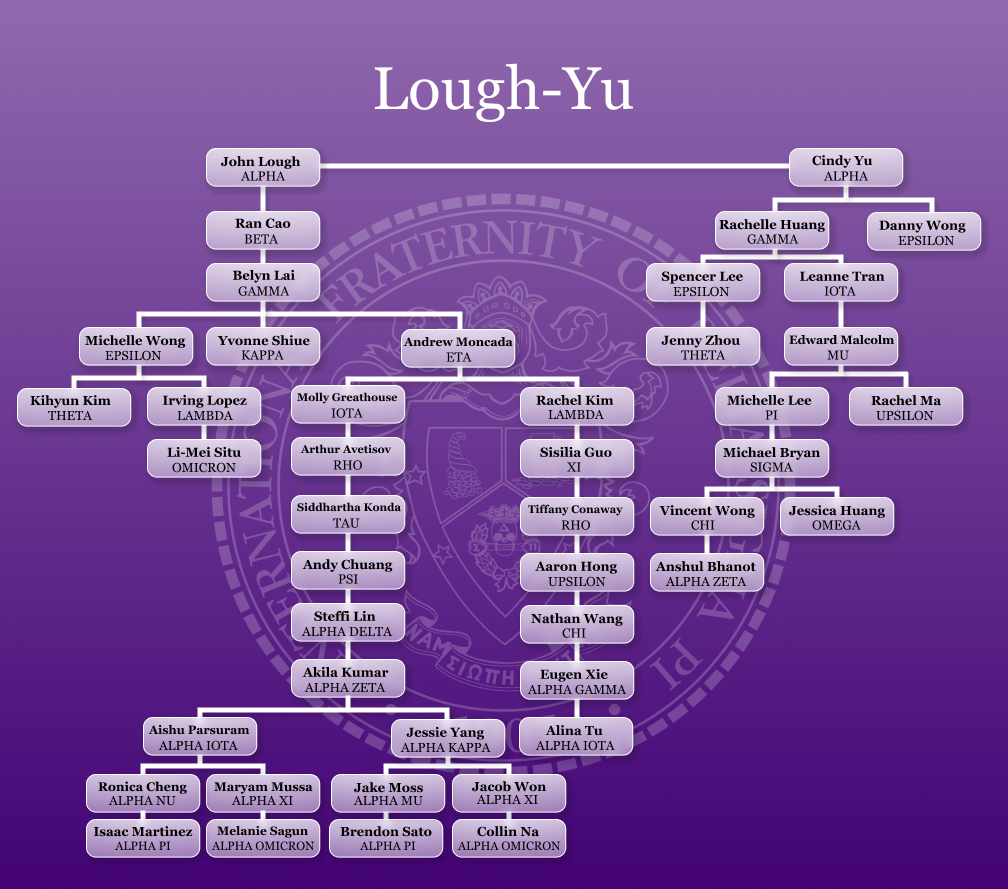 Lough-Yu
John Lough
ALPHA
Cindy Yu
ALPHA
Ran Cao
BETA
Rachelle Huang
GAMMA
Danny Wong
EPSILON
Belyn Lai
GAMMA
Spencer Lee
EPSILON
Leanne Tran
IOTA
Michelle Wong
EPSILON
Yvonne Shiue
KAPPA
Andrew Moncada
ETA
Jenny Zhou
THETA
Edward Malcolm
MU
Kihyun Kim
THETA
Irving Lopez
LAMBDA
Molly Greathouse
IOTA
Rachel Kim
LAMBDA
Michelle Lee
PI
Rachel Ma
UPSILON
Li-Mei Situ
OMICRON
Arthur Avetisov
RHO
Sisilia Guo
XI
Michael Bryan
SIGMA
Siddhartha Konda
TAU
Tiffany Conaway
RHO
Vincent Wong
CHI
Jessica Huang
OMEGA
Andy Chuang
PSI
Aaron Hong
UPSILON
Anshul Bhanot
ALPHA ZETA
Steffi Lin
ALPHA DELTA
Nathan Wang
CHI
Akila Kumar
ALPHA ZETA
Eugen Xie
ALPHA GAMMA
Aishu Parsuram
ALPHA IOTA
Jessie Yang
ALPHA KAPPA
Alina Tu
ALPHA IOTA
Ronica Cheng
ALPHA NU
Maryam Mussa
ALPHA XI
Jake Moss
ALPHA MU
Jacob Won
ALPHA XI
Isaac Martinez
ALPHA PI
Melanie Sagun
ALPHA OMICRON
Brendon Sato
ALPHA PI
Collin Na
ALPHA OMICRON
FRATERNITY